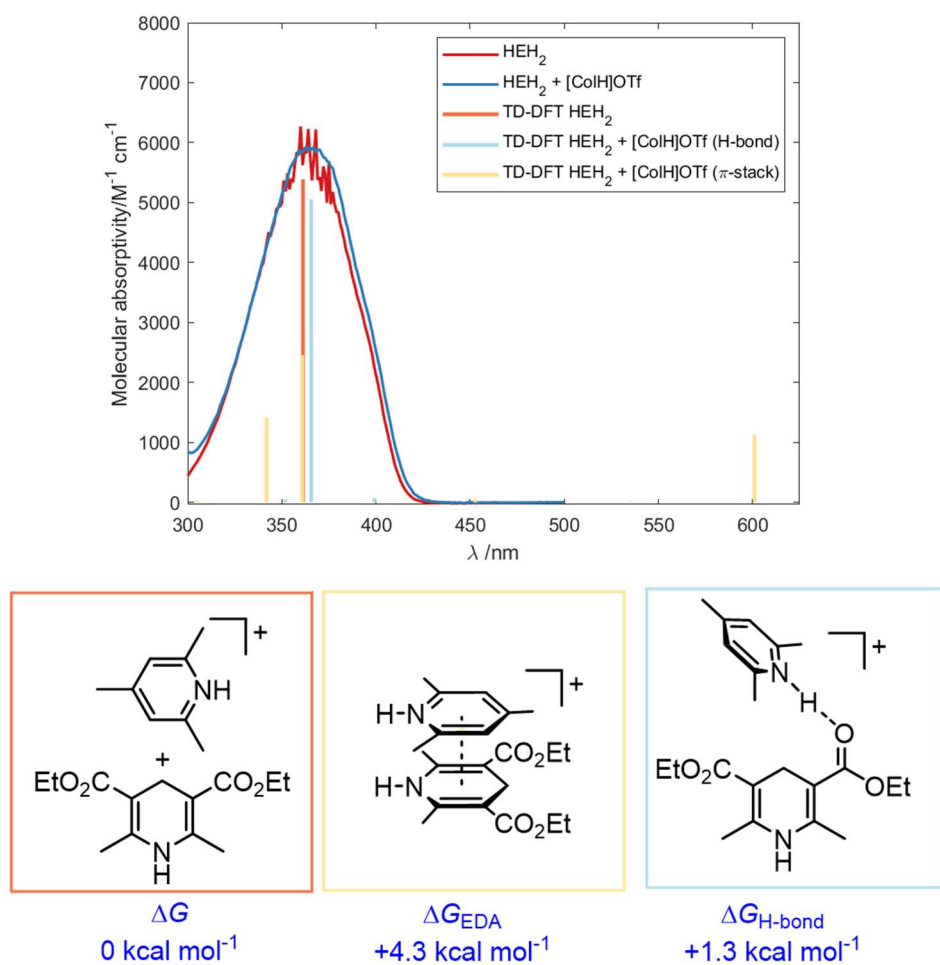 8000
7000
6000
5000
4000
3000
2000
1000
0
Molecular absorptivity/M⁻¹ cm⁻¹
300
350
400
450
500
550
600
λ /nm
HEH₂
HEH₂ + [ColH]OTf
TD-DFT HEH₂
TD-DFT HEH₂ + [ColH]OTf (H-bond)
TD-DFT HEH₂ + [ColH]OTf (π-stack)
+
NH
+
EtO₂C
CO₂Et
N
H
+
H-N
CO₂Et
H-N
CO₂Et
+
N
H
O
EtO₂C
OEt
N
H
ΔG
0 kcal mol⁻¹
ΔG_EDA
+4.3 kcal mol⁻¹
ΔG_H-bond
+1.3 kcal mol⁻¹